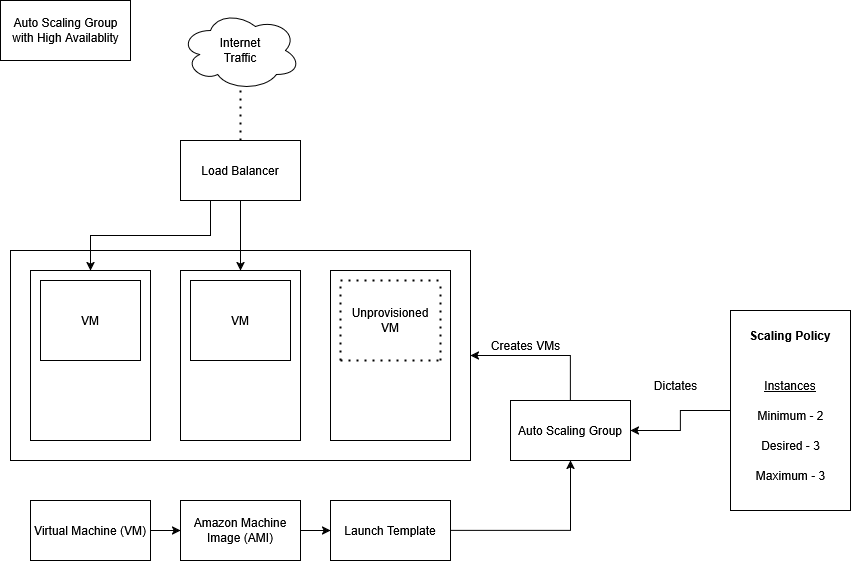 Auto Scaling Group
with High Availablity
Internet
Traffic
Load Balancer
VM
VM
Unprovisioned
VM
Creates VMs
Auto Scaling Group
Dictates
Scaling Policy
Instances
Minimum - 2
Desired - 3
Maximum - 3
Virtual Machine (VM)
Amazon Machine
Image (AMI)
Launch Template